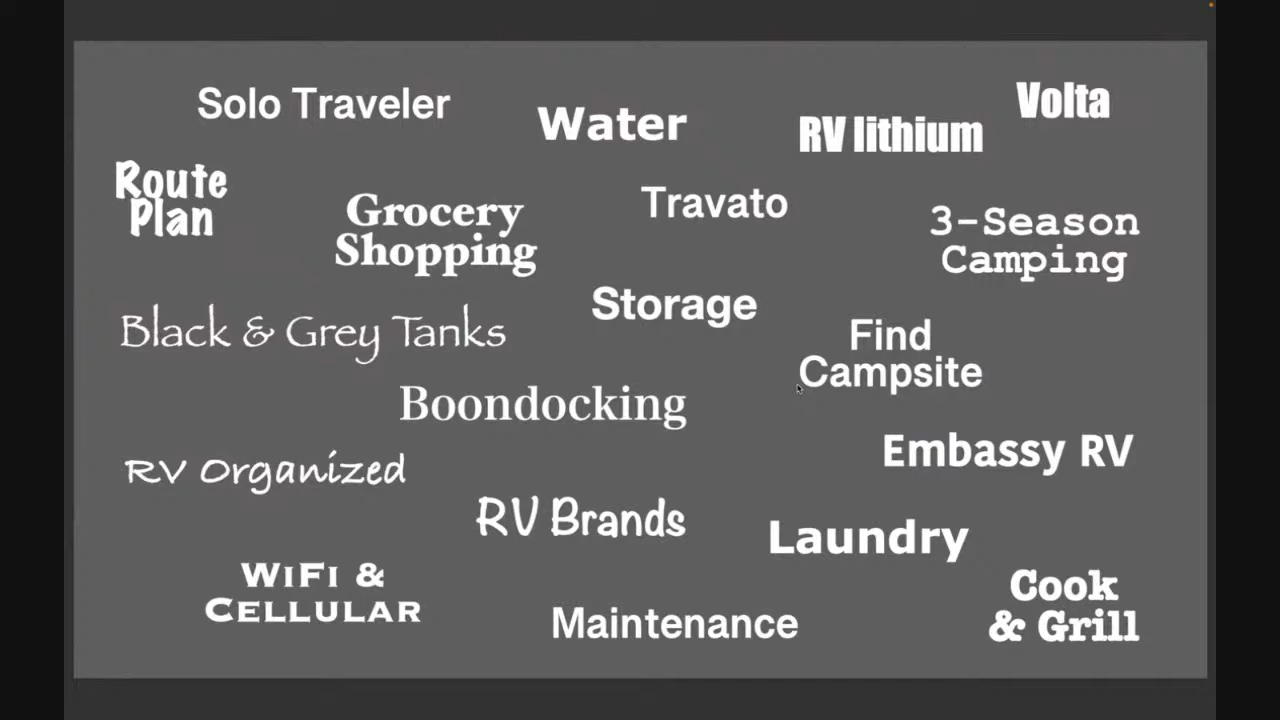 Solo Traveler
Water
RV lithium
Volta
Route
Plan
Grocery
Shopping
Travato
3-Season
Camping
Black & Grey Tanks
Storage
Find
Campsite
Boondocking
Embassy RV
RV Organized
RV Brands
Laundry
WiFi &
Cellular
Maintenance
Cook
& Grill